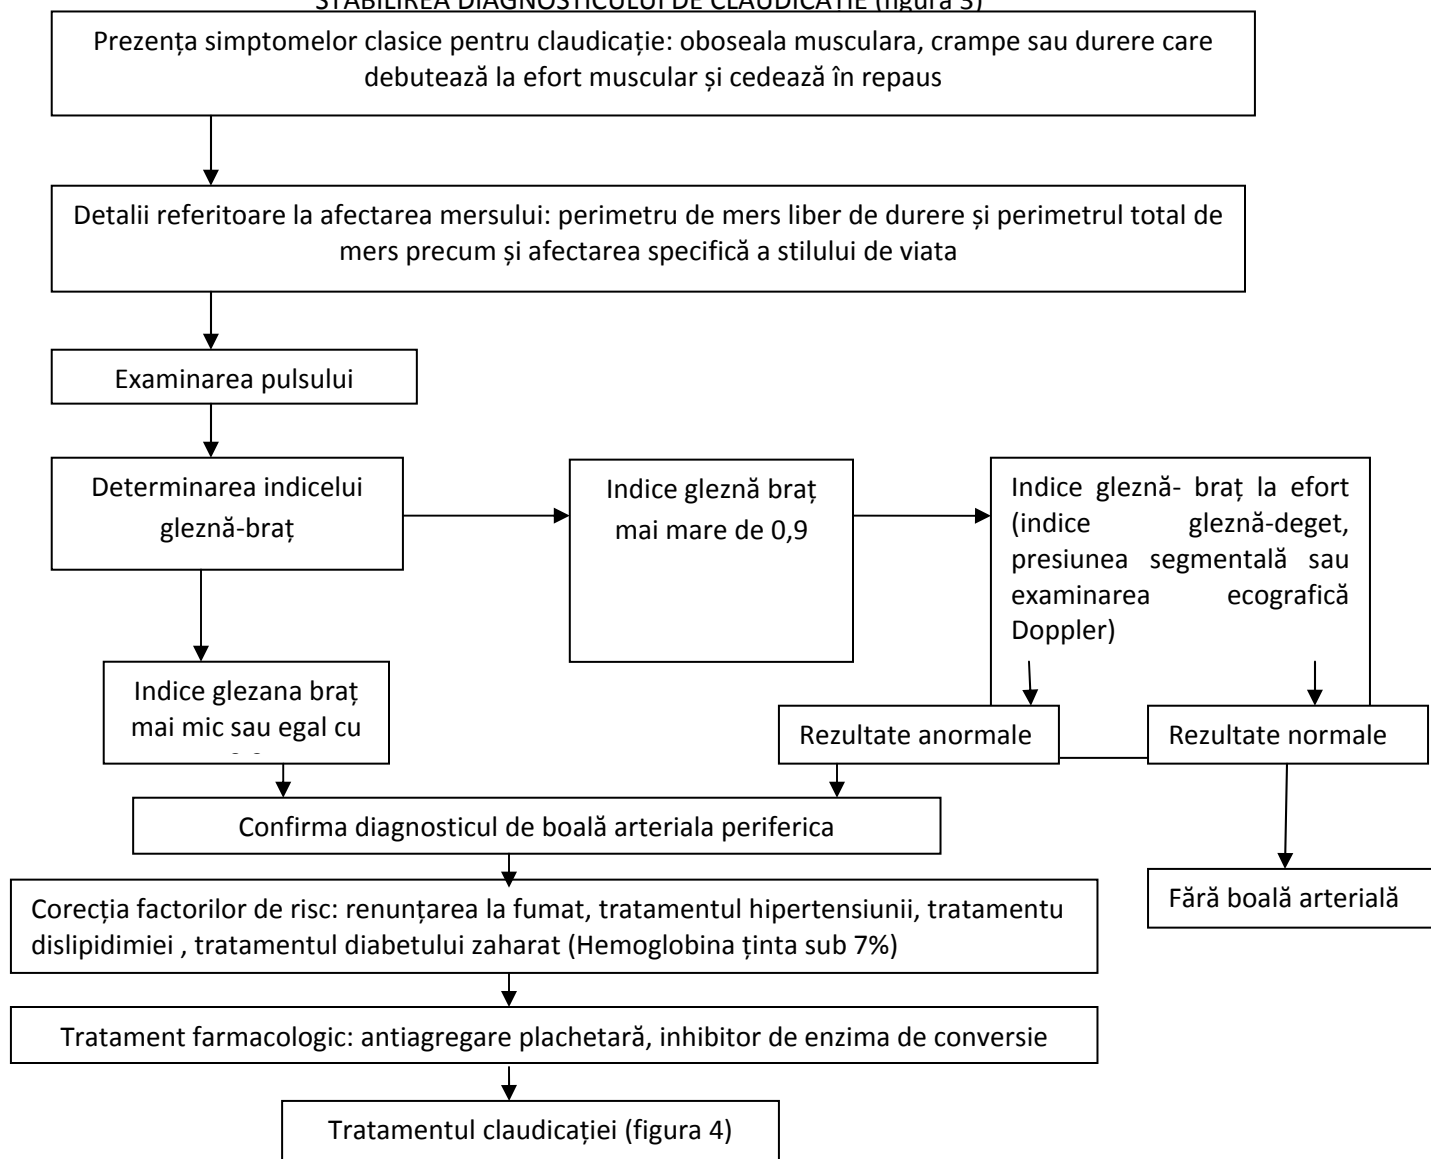 STABILIREA DIAGNOSTICULUI DE CLAUDICAȚIE (figura 3)
Prezența simptomelor clasice pentru claudicație: oboseala musculara, crampe sau durere care
debutează la efort muscular și cedează în repaus
Detalii referitoare la afectarea mersului: perimetru de mers liber de durere și perimetrul total de
mers precum și afectarea specifică a stilului de viata
Examinarea pulsului
Determinarea indicelui
gleznă-braț
Indice gleznă braț
mai mare de 0,9
Indice gleznă- braț la efort
(indice gleznă-deget,
presiunea segmentală sau
examinarea ecografică
Doppler)
Indice glezana braț
mai mic sau egal cu
Rezultate anormale
Rezultate normale
Confirma diagnosticul de boală arteriala periferica
Fără boală arterială
Corecția factorilor de risc: renunțarea la fumat, tratamentul hipertensiunii, tratamentu
dislipidimiei , tratamentul diabetului zaharat (Hemoglobina ținta sub 7%)
Tratament farmacologic: antiagregare plachetară, inhibitor de enzima de conversie
Tratamentul claudicației (figura 4)